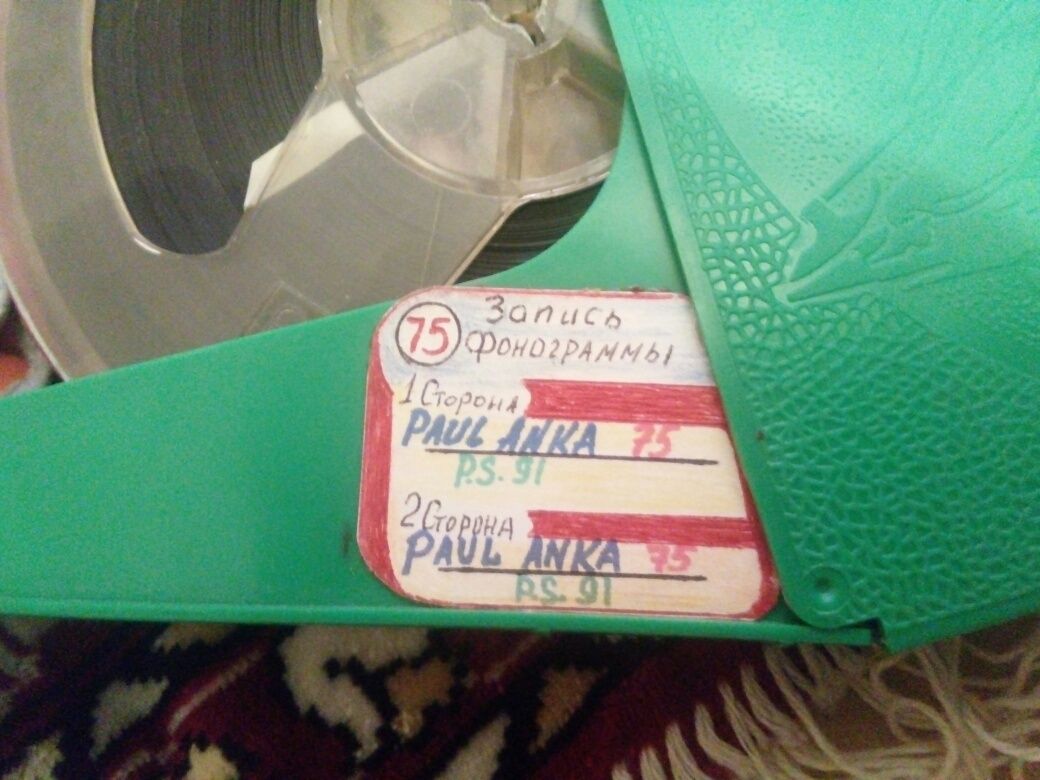 75 Запись
фонограммы
1 Сторона
PAUL ANKA 75
P.S. 91
2 Сторона
PAUL ANKA 75
P.S. 91